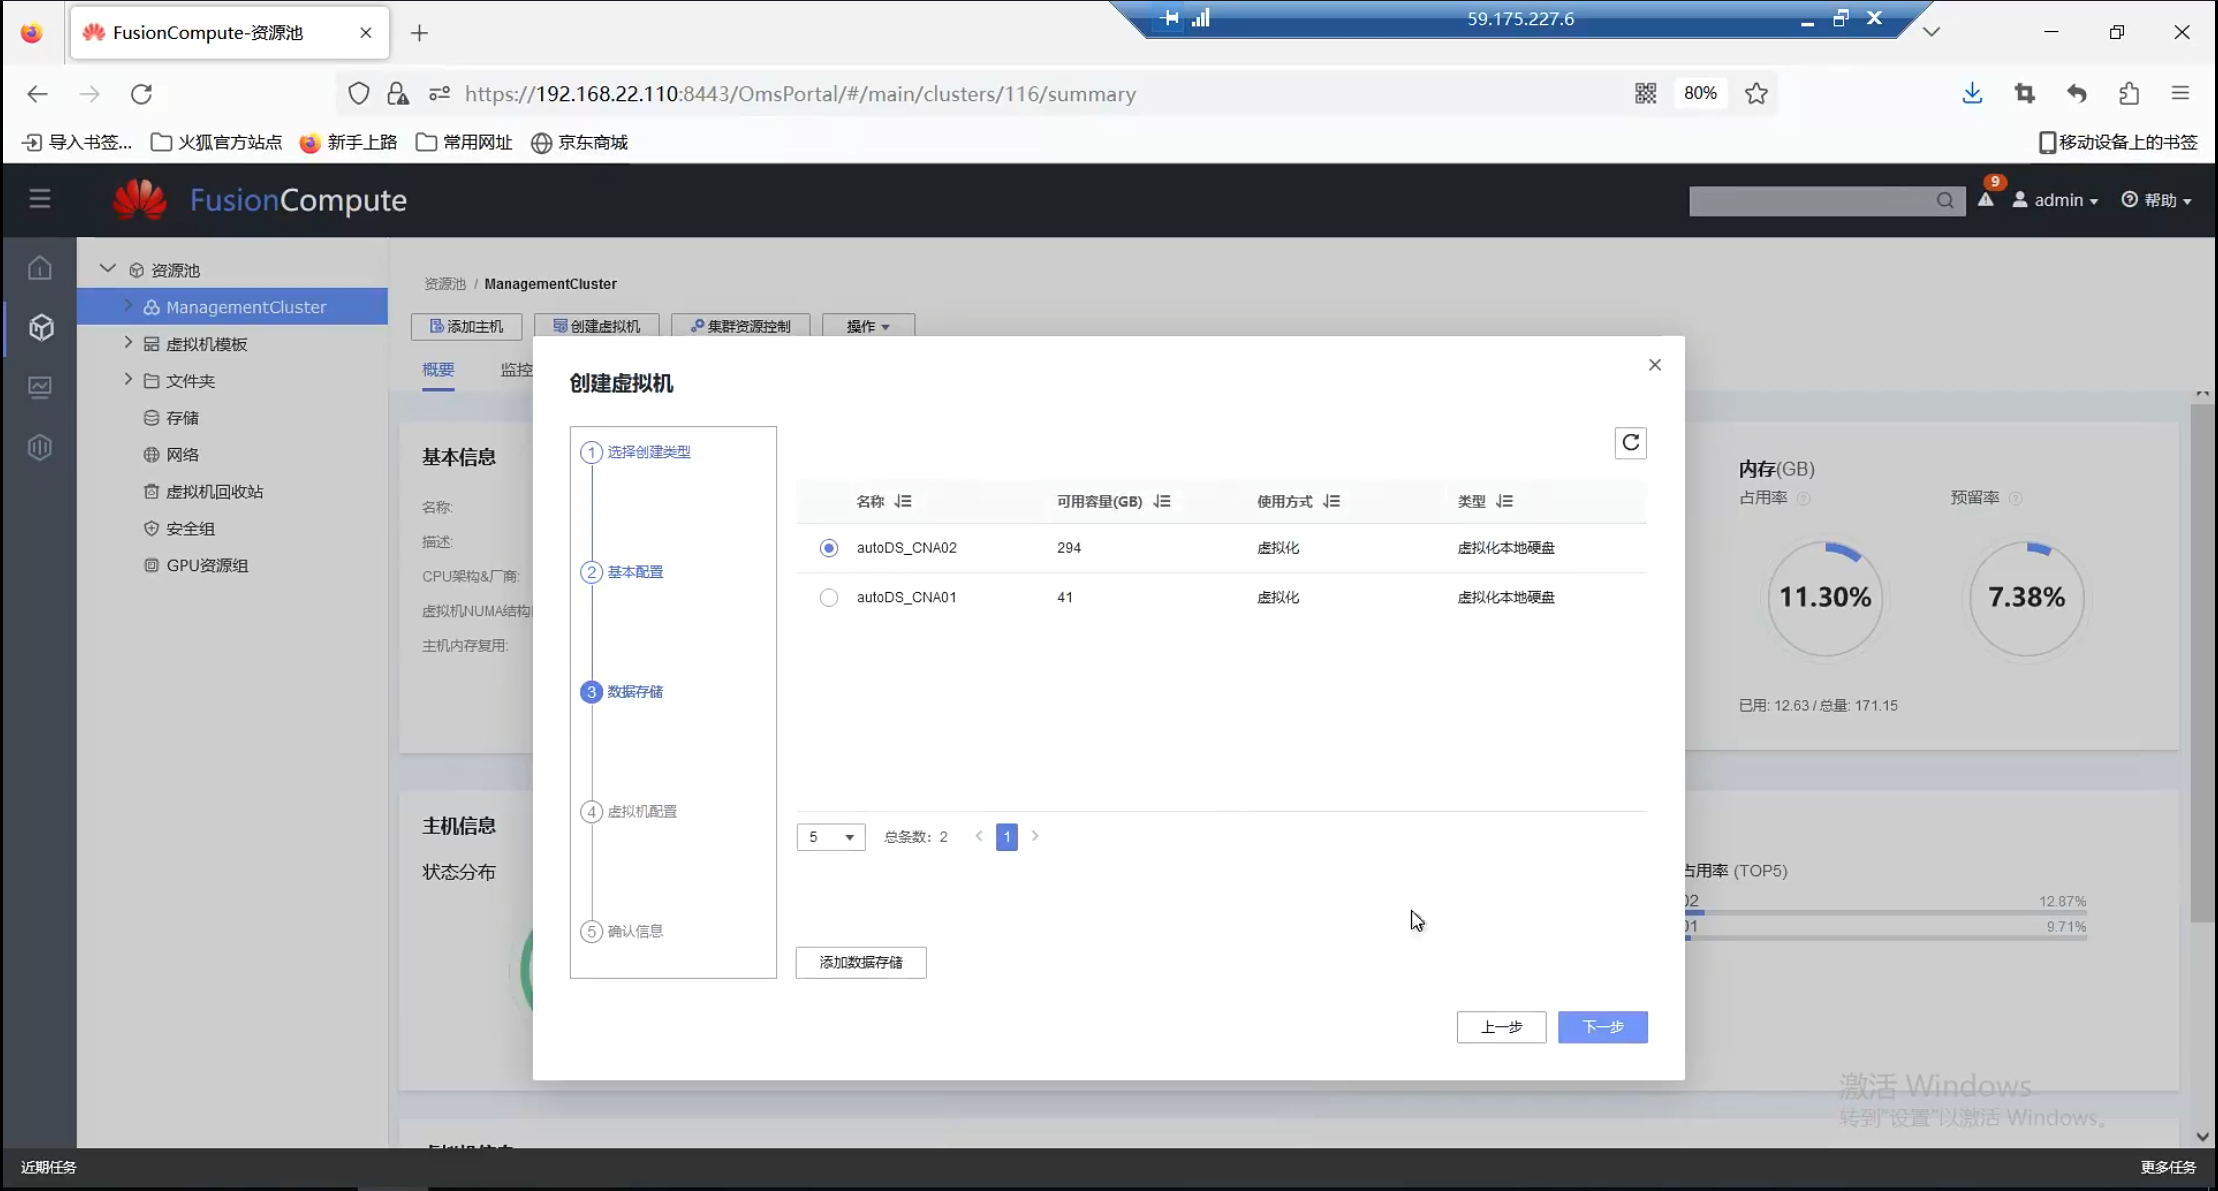 FusionCompute-资源池
59.175.227.6
https://192.168.22.110:8443/OmsPortal/#/main/clusters/116/summary
80%
导入书签...
火狐官方站点
新手上路
常用网址
京东商城
移动设备上的书签
FusionCompute
9
admin
帮助
资源池
ManagementCluster
虚拟机模板
文件夹
存储
网络
虚拟机回收站
安全组
GPU资源组
资源池 / ManagementCluster
添加主机
创建虚拟机
集群资源控制
操作
概要
监控
基本信息
名称:
描述:
CPU架构&厂商:
虚拟机NUMA结构
主机内存复用:
主机信息
状态分布
创建虚拟机
1 选择创建类型
2 基本配置
3 数据存储
4 虚拟机配置
5 确认信息
名称 可用容量(GB) 使用方式 类型
autoDS_CNA02 294 虚拟化 虚拟化本地硬盘
autoDS_CNA01 41 虚拟化 虚拟化本地硬盘
5 总条数: 2 1
添加数据存储
上一步
下一步
内存(GB)
占用率
预留率
11.30%
7.38%
已用: 12.63 / 总量: 171.15
占用率 (TOP5)
02 12.87%
01 9.71%
激活 Windows
转到"设置"以激活 Windows。
近期任务
更多任务